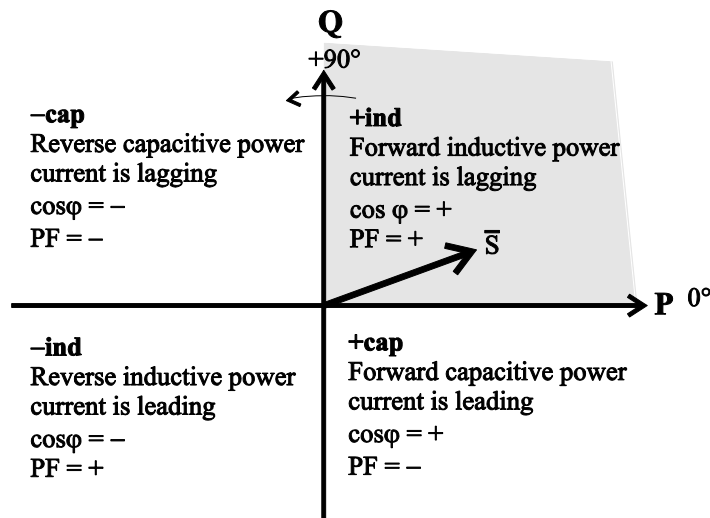 Q
+90°
–cap
Reverse capacitive power
current is lagging
cosφ = –
PF = –
+ind
Forward inductive power
current is lagging
cos φ = +
PF = +
S̅
P 0°
–ind
Reverse inductive power
current is leading
cosφ = –
PF = +
+cap
Forward capacitive power
current is leading
cosφ = +
PF = –